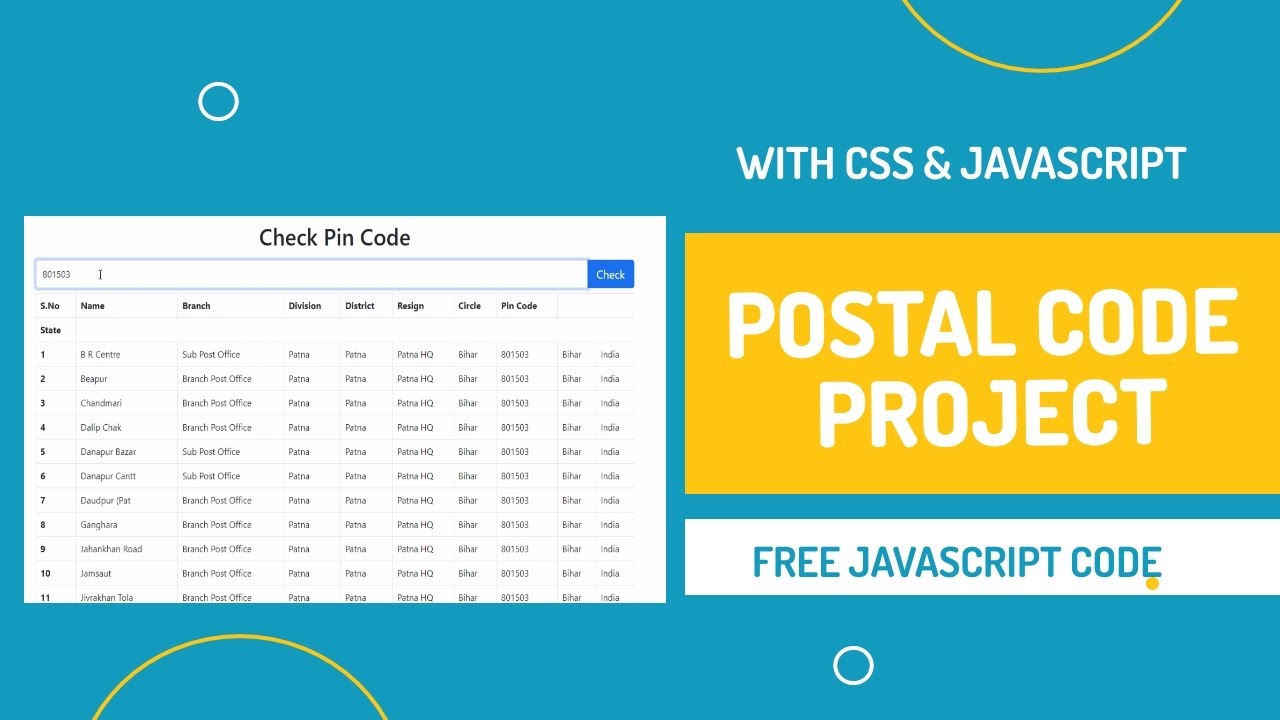 WITH CSS & JAVASCRIPT
POSTAL CODE
PROJECT
FREE JAVASCRIPT CODE
Check Pin Code
801503 Check
S.No Name Branch Division District Resign Circle Pin Code
State
1 B R Centre Sub Post Office Patna Patna Patna HQ Bihar 801503 Bihar India
2 Beapur Branch Post Office Patna Patna Patna HQ Bihar 801503 Bihar India
3 Chandmari Branch Post Office Patna Patna Patna HQ Bihar 801503 Bihar India
4 Dalip Chak Branch Post Office Patna Patna Patna HQ Bihar 801503 Bihar India
5 Danapur Bazar Sub Post Office Patna Patna Patna HQ Bihar 801503 Bihar India
6 Danapur Cantt Sub Post Office Patna Patna Patna HQ Bihar 801503 Bihar India
7 Daudpur (Pat Branch Post Office Patna Patna Patna HQ Bihar 801503 Bihar India
8 Ganghara Branch Post Office Patna Patna Patna HQ Bihar 801503 Bihar India
9 Jahankhan Road Branch Post Office Patna Patna Patna HQ Bihar 801503 Bihar India
10 Jamsaut Branch Post Office Patna Patna Patna HQ Bihar 801503 Bihar India
11 Jivrakhan Tola Branch Post Office Patna Patna Patna HQ Bihar 801503 Bihar India